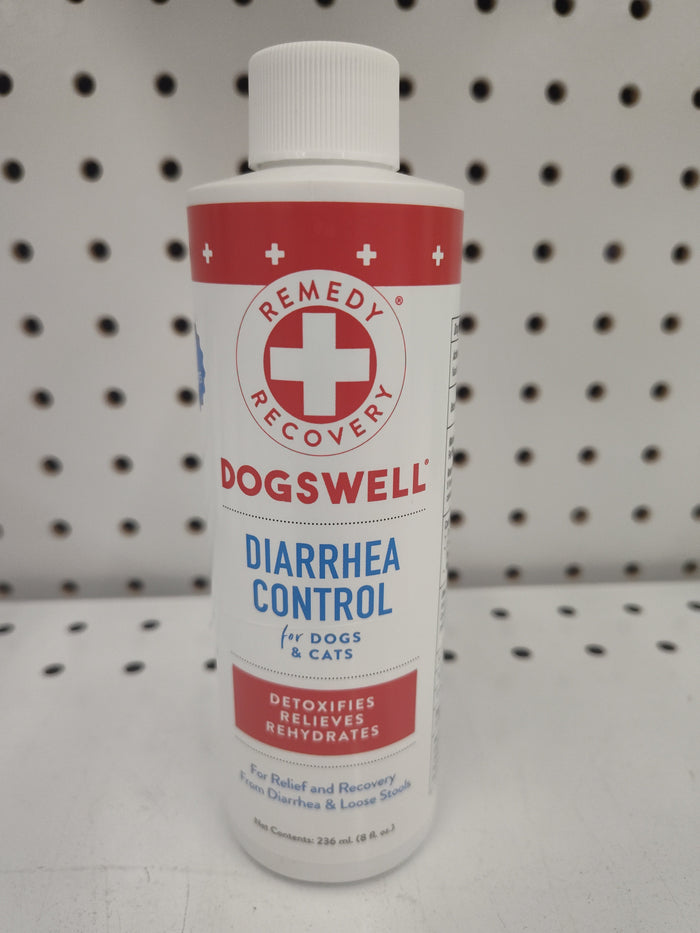 REMEDY
®
RECOVERY
DOGSWELL®
DIARRHEA
CONTROL
for DOGS
& CATS
DETOXIFIES
RELIEVES
REHYDRATES
For Relief and Recovery
From Diarrhea & Loose Stools
Net Contents: 236 ml. (8 fl. oz.)